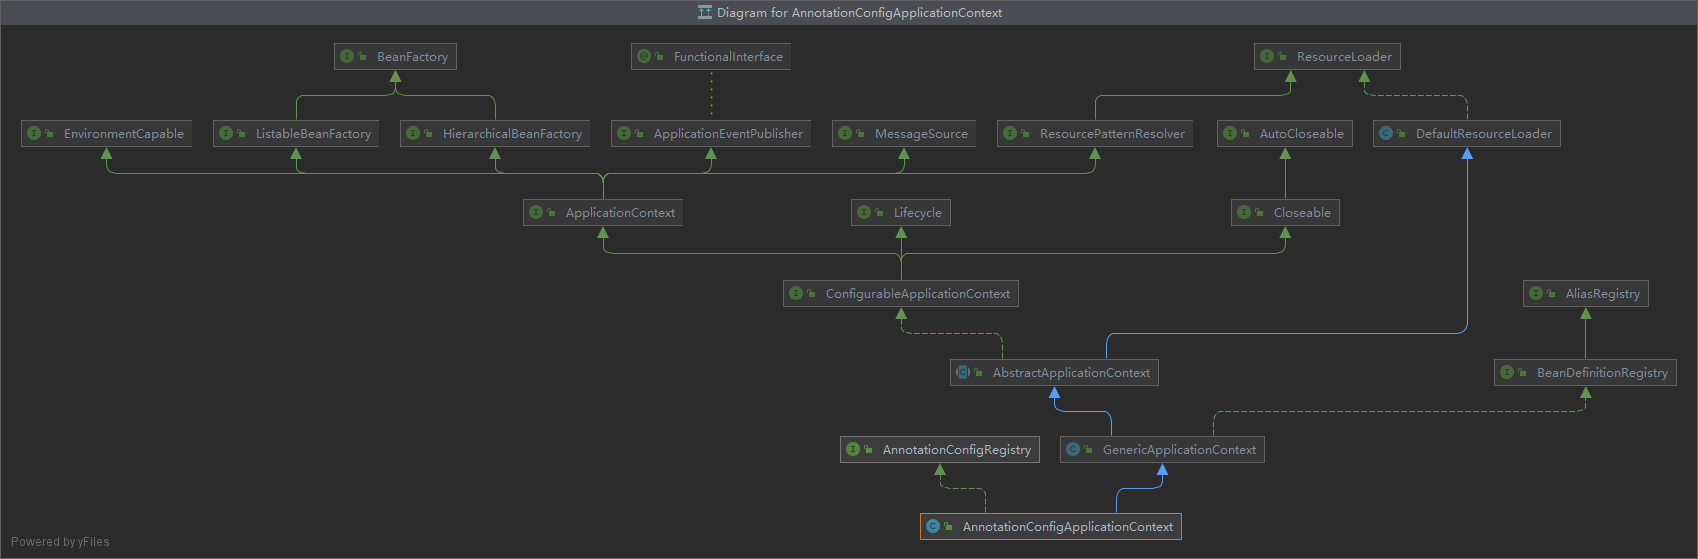 Diagram for AnnotationConfigApplicationContext
BeanFactory
FunctionalInterface
ResourceLoader
EnvironmentCapable
ListableBeanFactory
HierarchicalBeanFactory
ApplicationEventPublisher
MessageSource
ResourcePatternResolver
AutoCloseable
DefaultResourceLoader
ApplicationContext
Lifecycle
Closeable
ConfigurableApplicationContext
AliasRegistry
AbstractApplicationContext
BeanDefinitionRegistry
AnnotationConfigRegistry
GenericApplicationContext
AnnotationConfigApplicationContext
Powered by yFiles